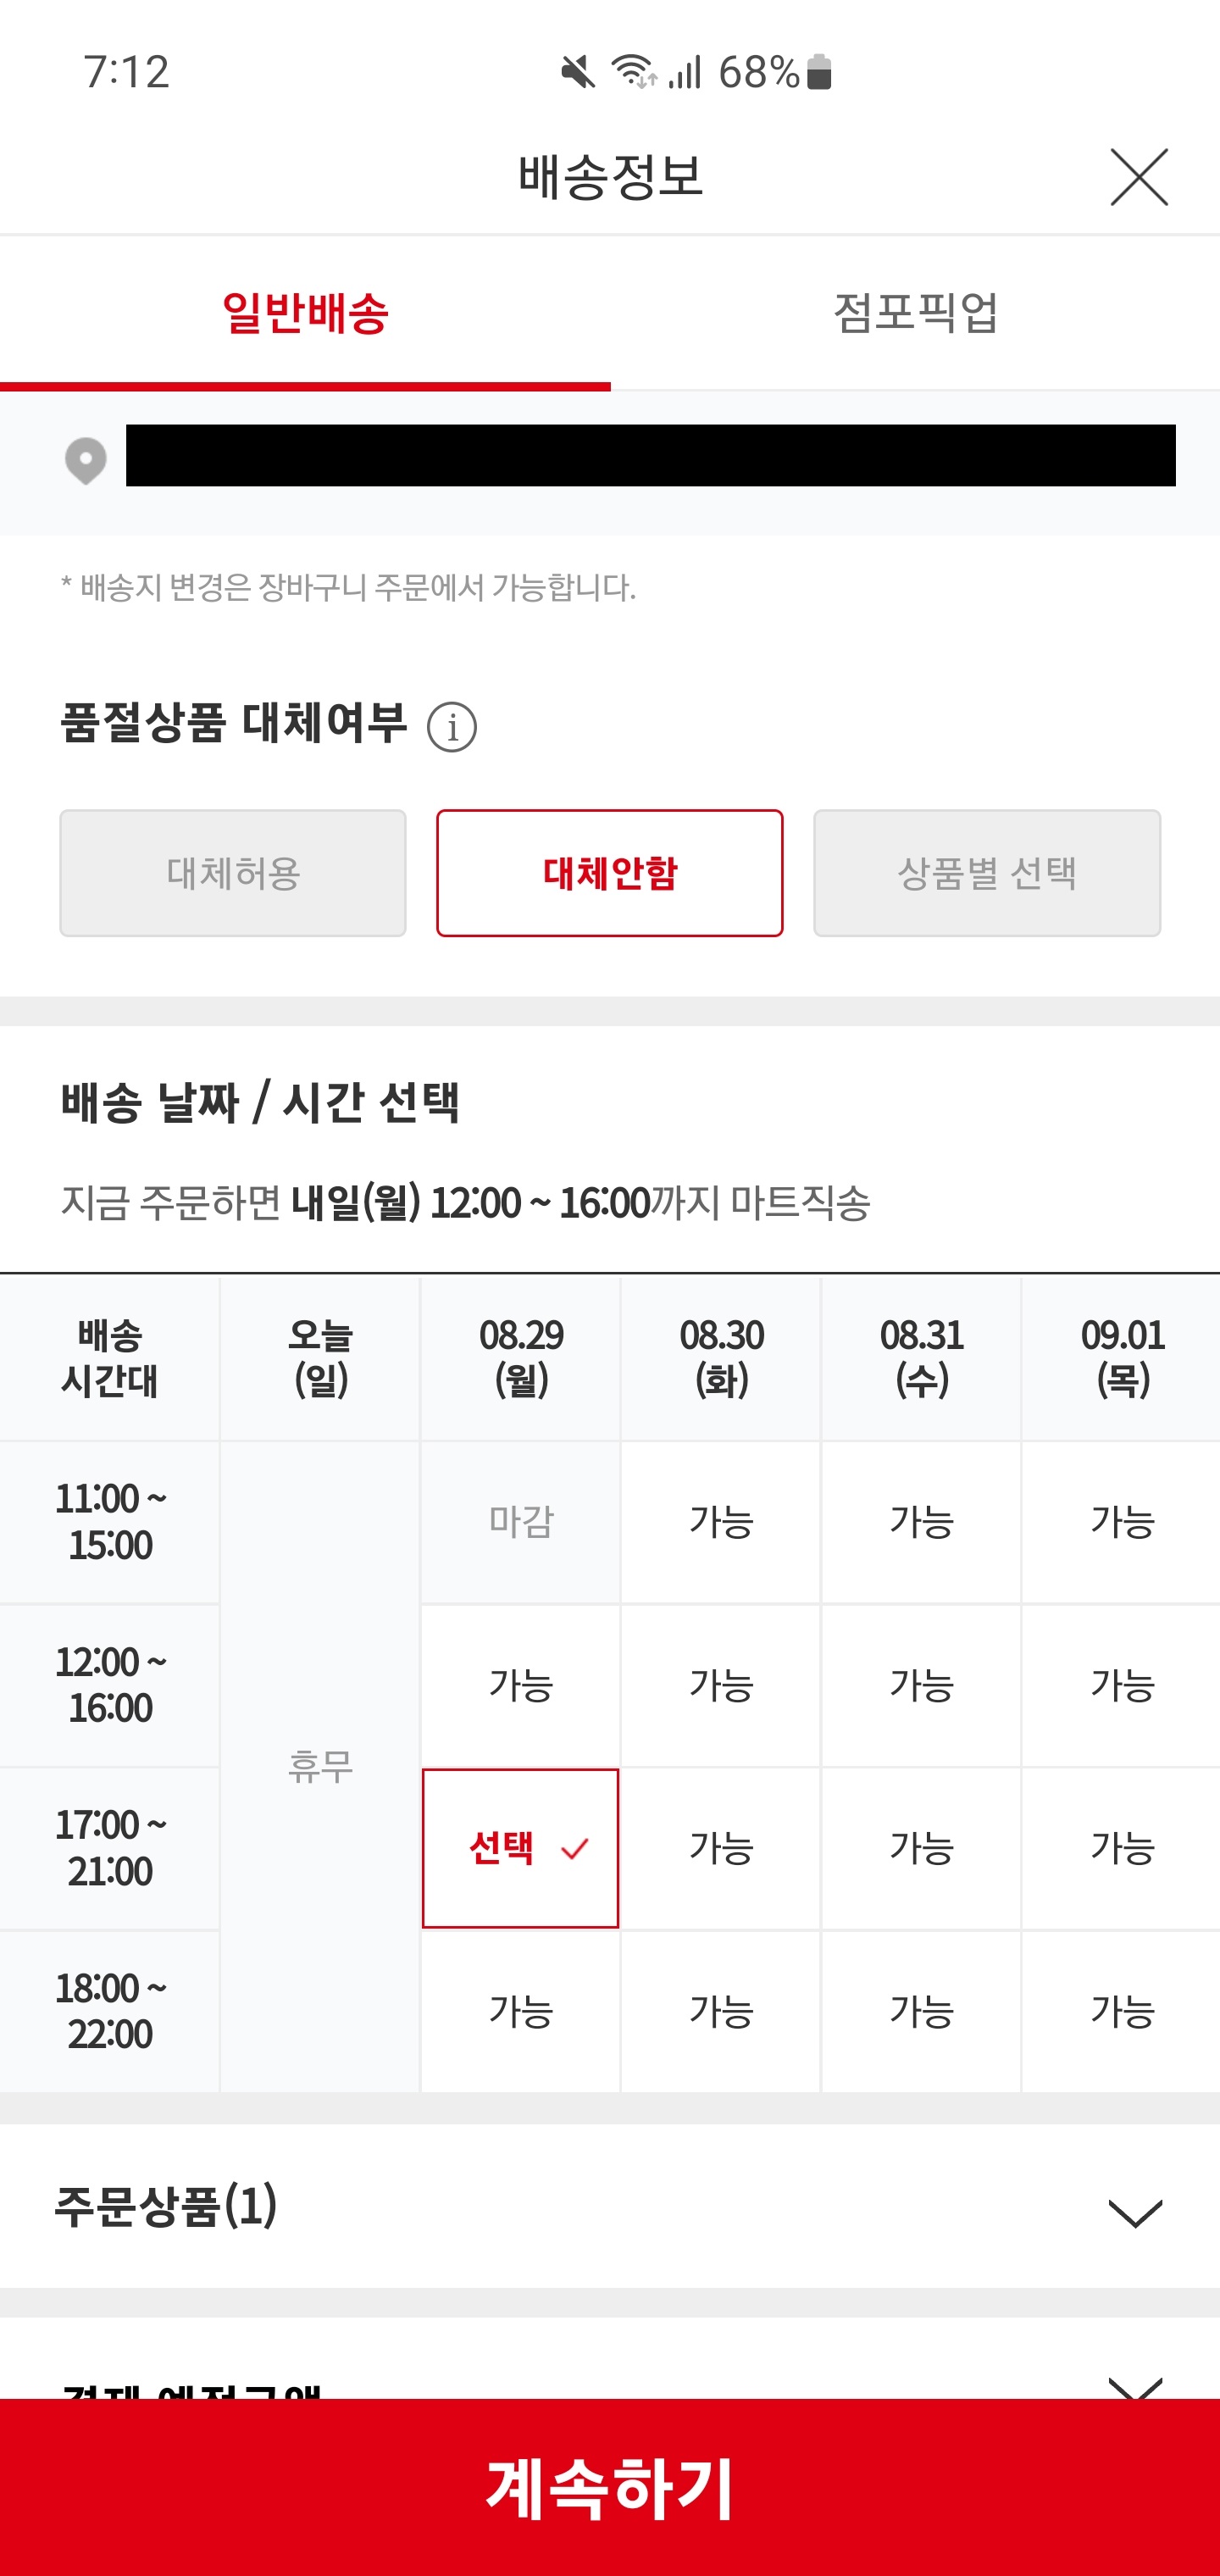 7:12 68%
배송정보
일반배송 점포픽업
* 배송지 변경은 장바구니 주문에서 가능합니다.
품절상품 대체여부 i
대체허용 대체안함 상품별 선택
배송 날짜 / 시간 선택
지금 주문하면 내일(월) 12:00 ~ 16:00까지 마트직송
배송 오늘 08.29 08.30 08.31 09.01
시간대 (일) (월) (화) (수) (목)
11:00 ~
15:00 마감 가능 가능 가능
12:00 ~
16:00 가능 가능 가능 가능
휴무
17:00 ~
21:00 선택 가능 가능 가능
18:00 ~
22:00 가능 가능 가능 가능
주문상품(1)
결제 예정금액
계속하기